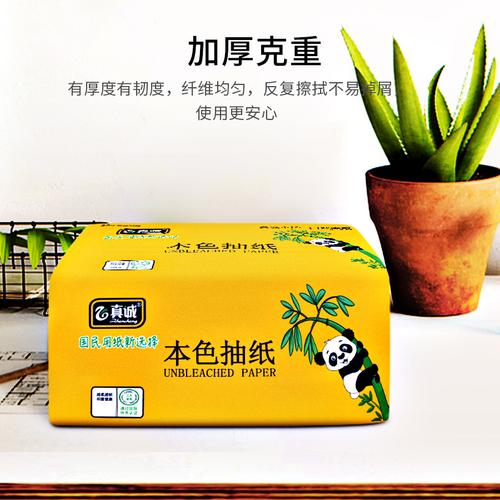 加厚克重
有厚度有韧度，纤维均匀，反复擦拭不易掉屑
使用更安心
本色抽纸
UNBLEACHED PAPER
真诚
Zhencheng
国民用纸新选择
本色抽纸
UNBLEACHED PAPER